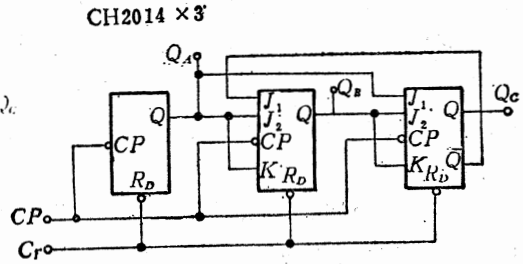 CH2014 ×3
Q_A
Q_B
Q_C
Q
CP
R_D
J_1
J_2
Q
CP
K
R_D
J_1
J_2
Q
CP
K
R_D
Q̅
CP
Cr